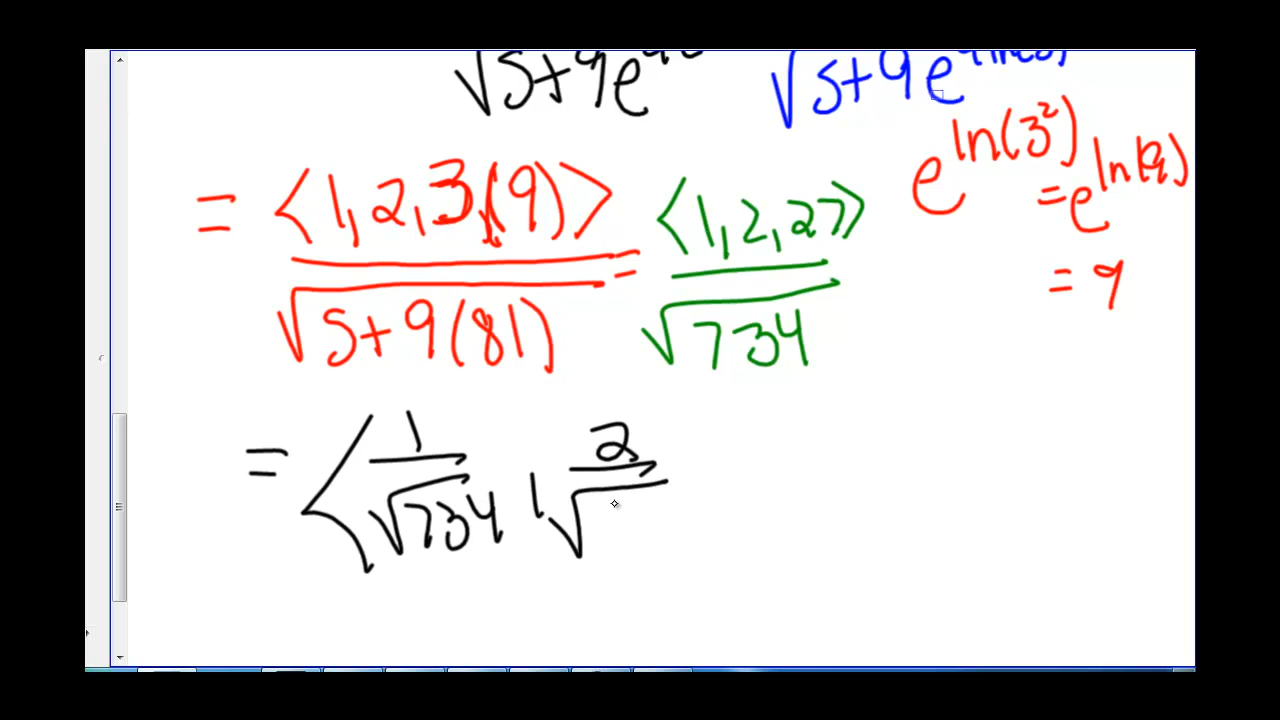 √5+9e √5+9e
e^ln(3²)
= <1,2,3(9)> / √5+9(81) = <1,2,27> / √734
= e^ln(9)
= 9
= < 1/√734 , 2/√